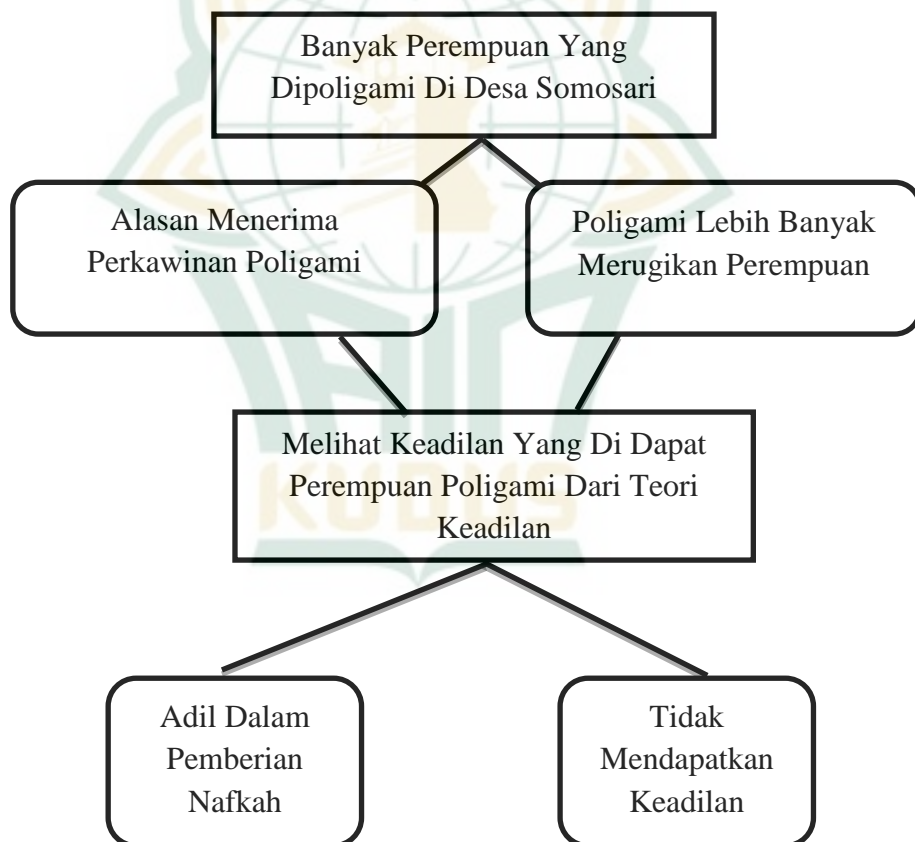 Banyak Perempuan Yang
Dipoligami Di Desa Somosari
Alasan Menerima
Perkawinan Poligami
Poligami Lebih Banyak
Merugikan Perempuan
Melihat Keadilan Yang Di Dapat
Perempuan Poligami Dari Teori
Keadilan
KUDUS
Adil Dalam
Pemberian
Nafkah
Tidak
Mendapatkan
Keadilan